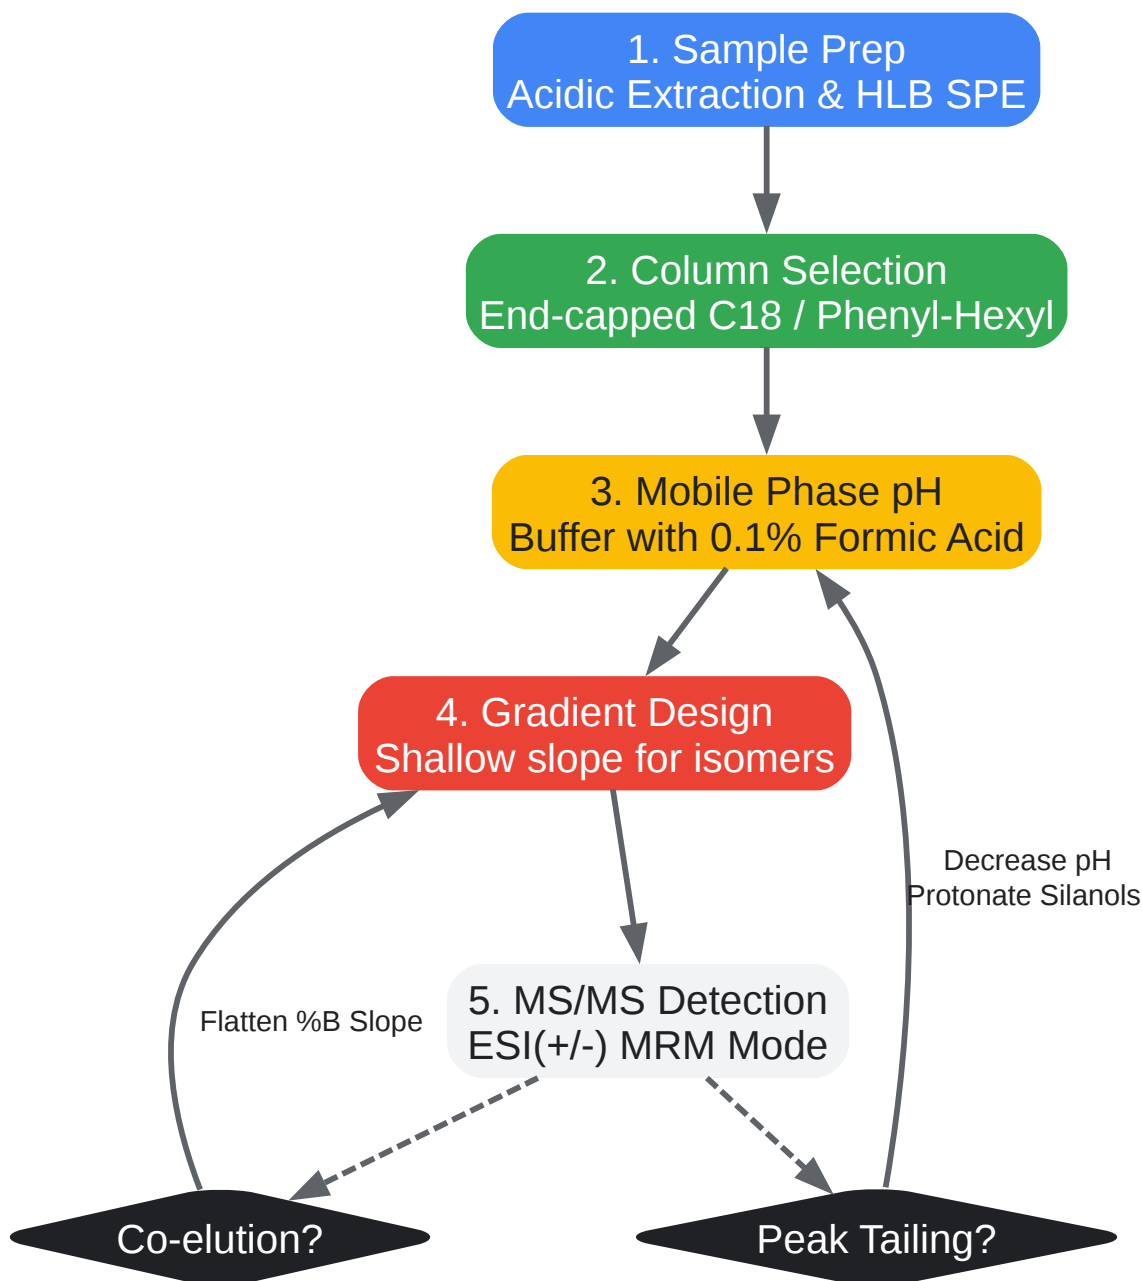 1. Sample Prep
Acidic Extraction & HLB SPE
2. Column Selection
End-capped C18 / Phenyl-Hexyl
3. Mobile Phase pH
Buffer with 0.1% Formic Acid
4. Gradient Design
Shallow slope for isomers
Decrease pH
Protonate Silanols
Flatten %B Slope
5. MS/MS Detection
ESI(+/-) MRM Mode
Co-elution?
Peak Tailing?